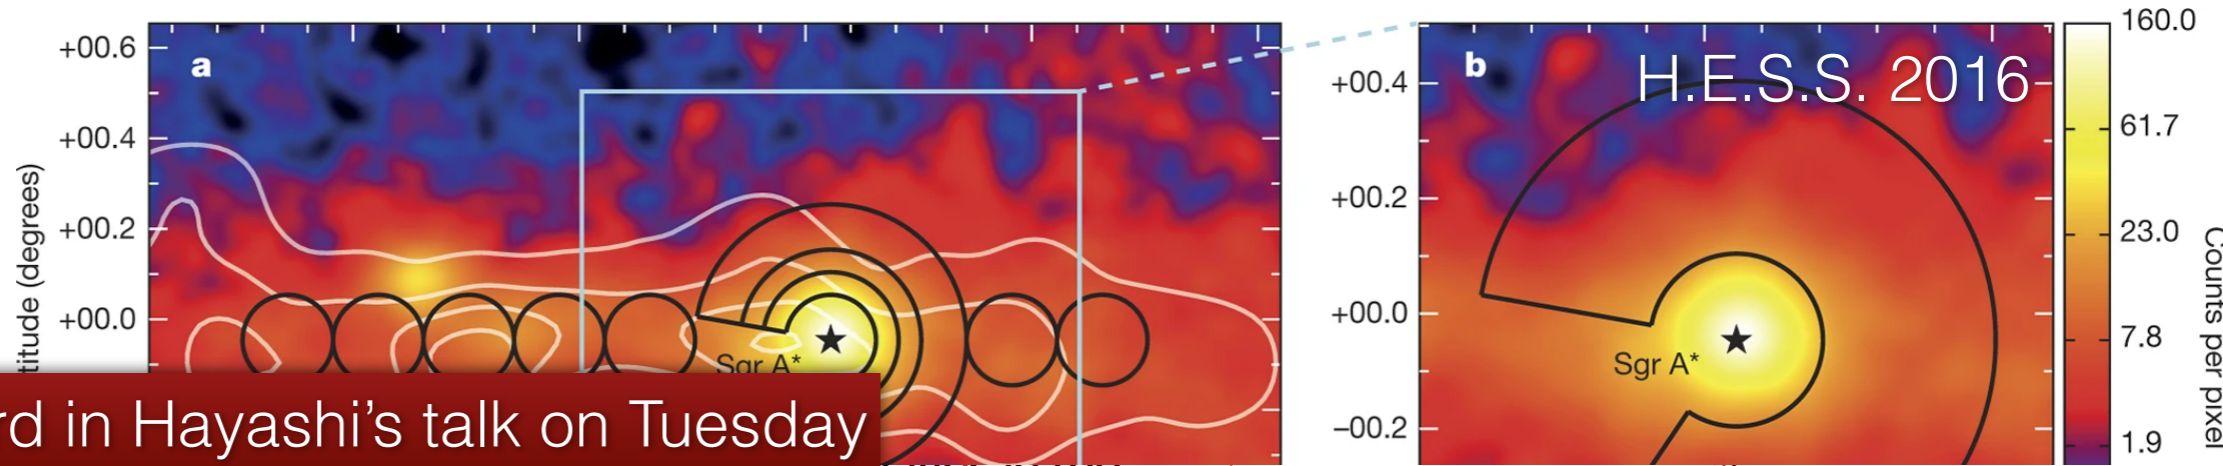 +00.6
+00.4
+00.2
+00.0
(degrees)
a
Sgr A*
in Hayashi's talk on Tuesday
b
H.E.S.S. 2016
+00.4
+00.2
+00.0
−00.2
Sgr A*
160.0
61.7
23.0
7.8
1.9
Counts per pixel